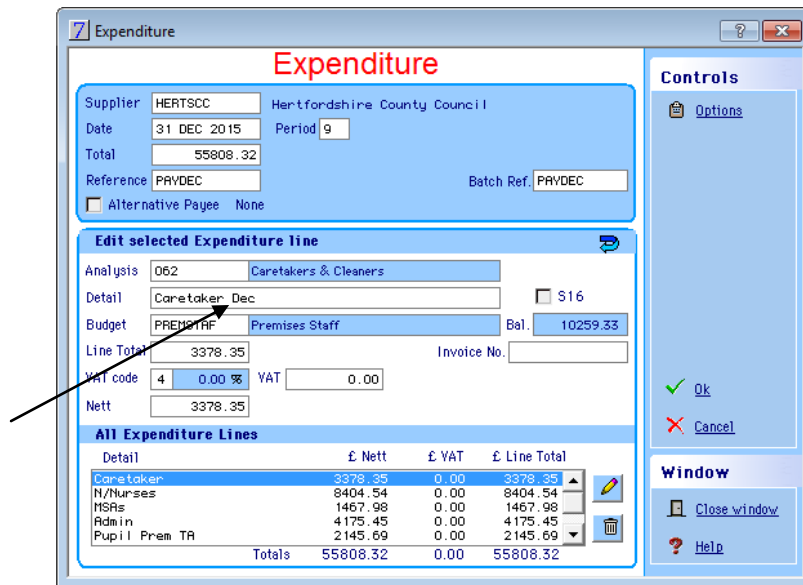 7 Expenditure
?
Expenditure
Supplier HERTSCC Hertfordshire County Council
Date 31 DEC 2015 Period 9
Total 55808.32
Reference PAYDEC Batch Ref. PAYDEC
Alternative Payee None
Edit selected Expenditure line
Analysis 062 Caretakers & Cleaners
Detail Caretaker Dec S16
Budget PREMSTAF Premises Staff Bal. 10259.33
Line Total 3378.35 Invoice No.
VAT code 4 0.00 % VAT 0.00
Nett 3378.35
All Expenditure Lines
Detail £ Nett £ VAT £ Line Total
Caretaker 3378.35 0.00 3378.35
N/Nurses 8404.54 0.00 8404.54
MSAs 1467.98 0.00 1467.98
Admin 4175.45 0.00 4175.45
Pupil Prem TA 2145.69 0.00 2145.69
Totals 55808.32 0.00 55808.32
Controls
Options
Ok
Cancel
Window
Close window
? Help